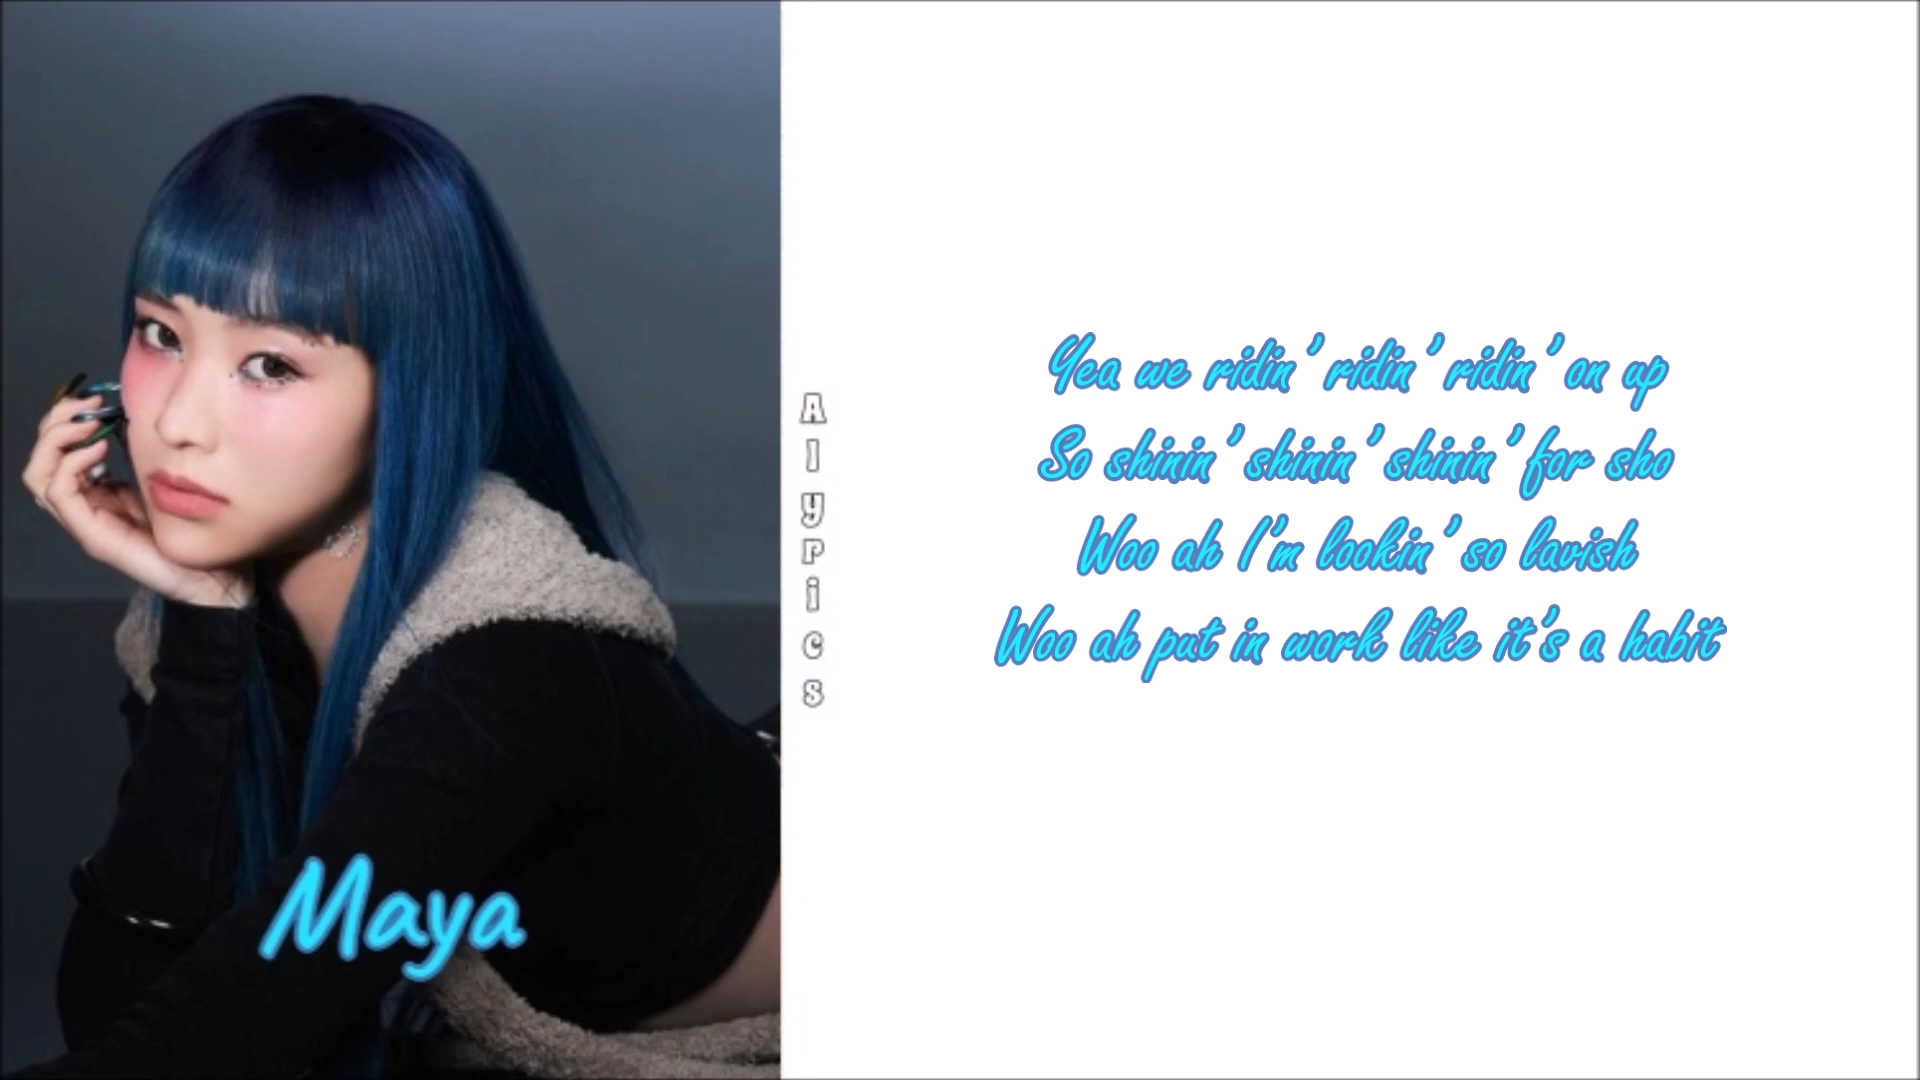 Maya
Alyrics
Yea we ridin' ridin' ridin' on up
So shinin' shinin' shinin' for sho
Woo ah I'm lookin' so lavish
Woo ah put in work like it's a habit